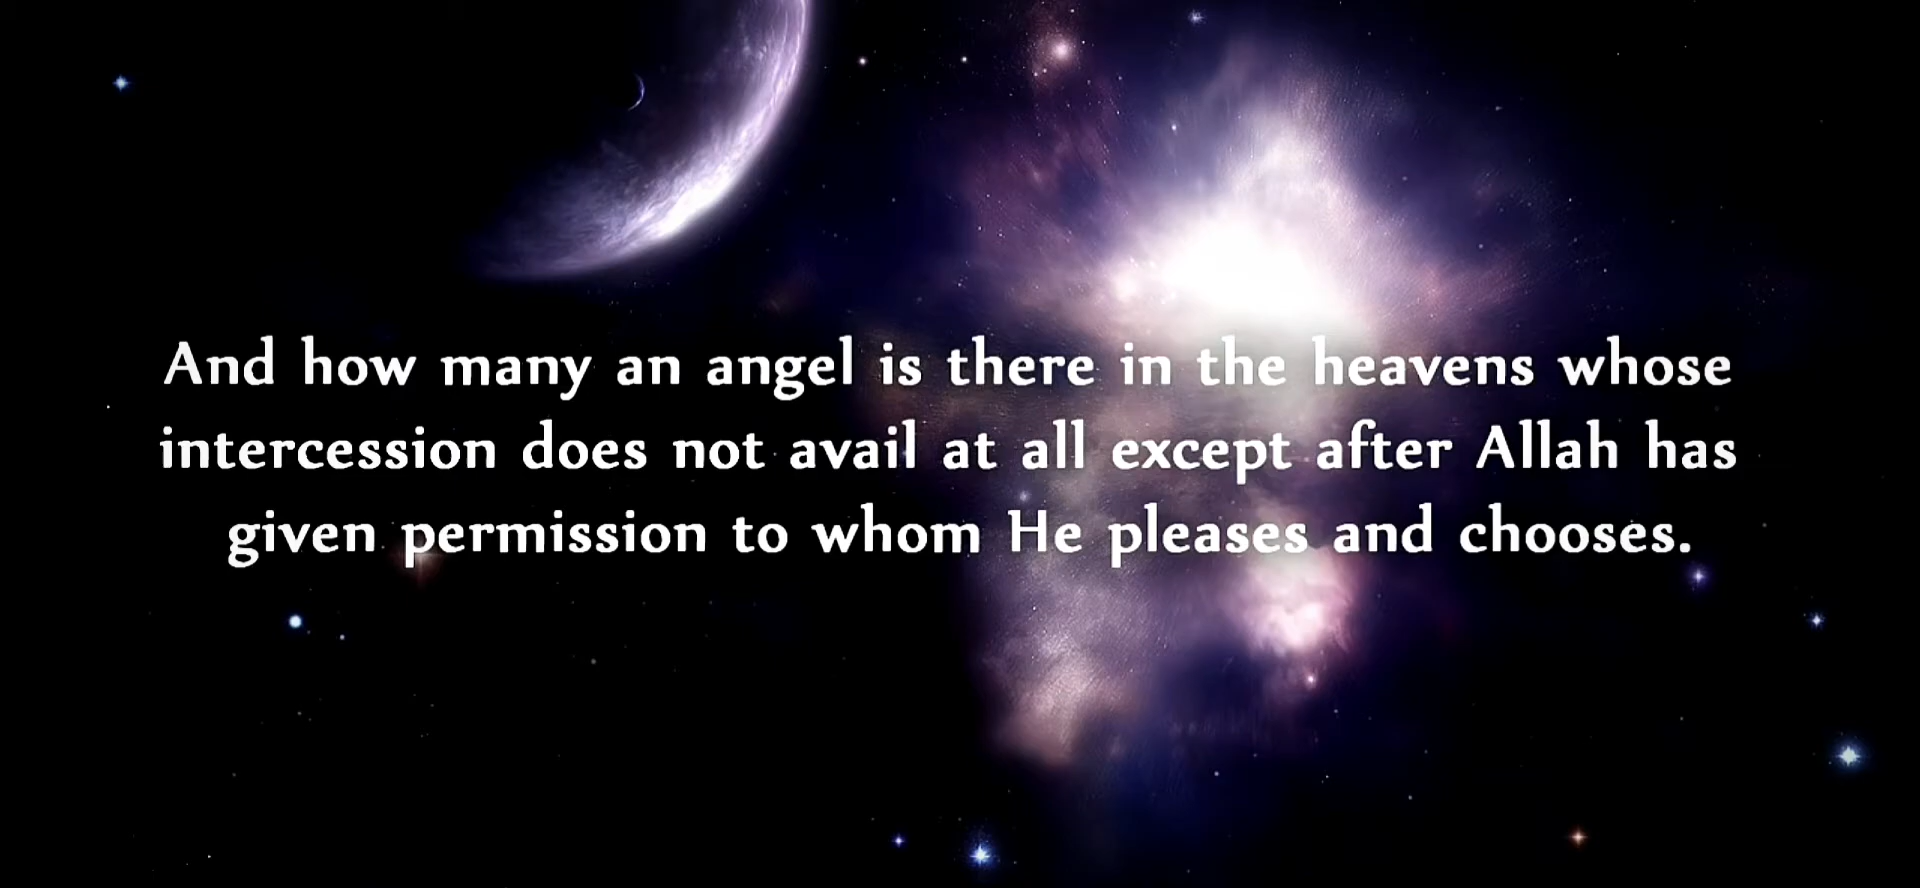 And how many an angel is there in the heavens whose
intercession does not avail at all except after Allah has
given permission to whom He pleases and chooses.